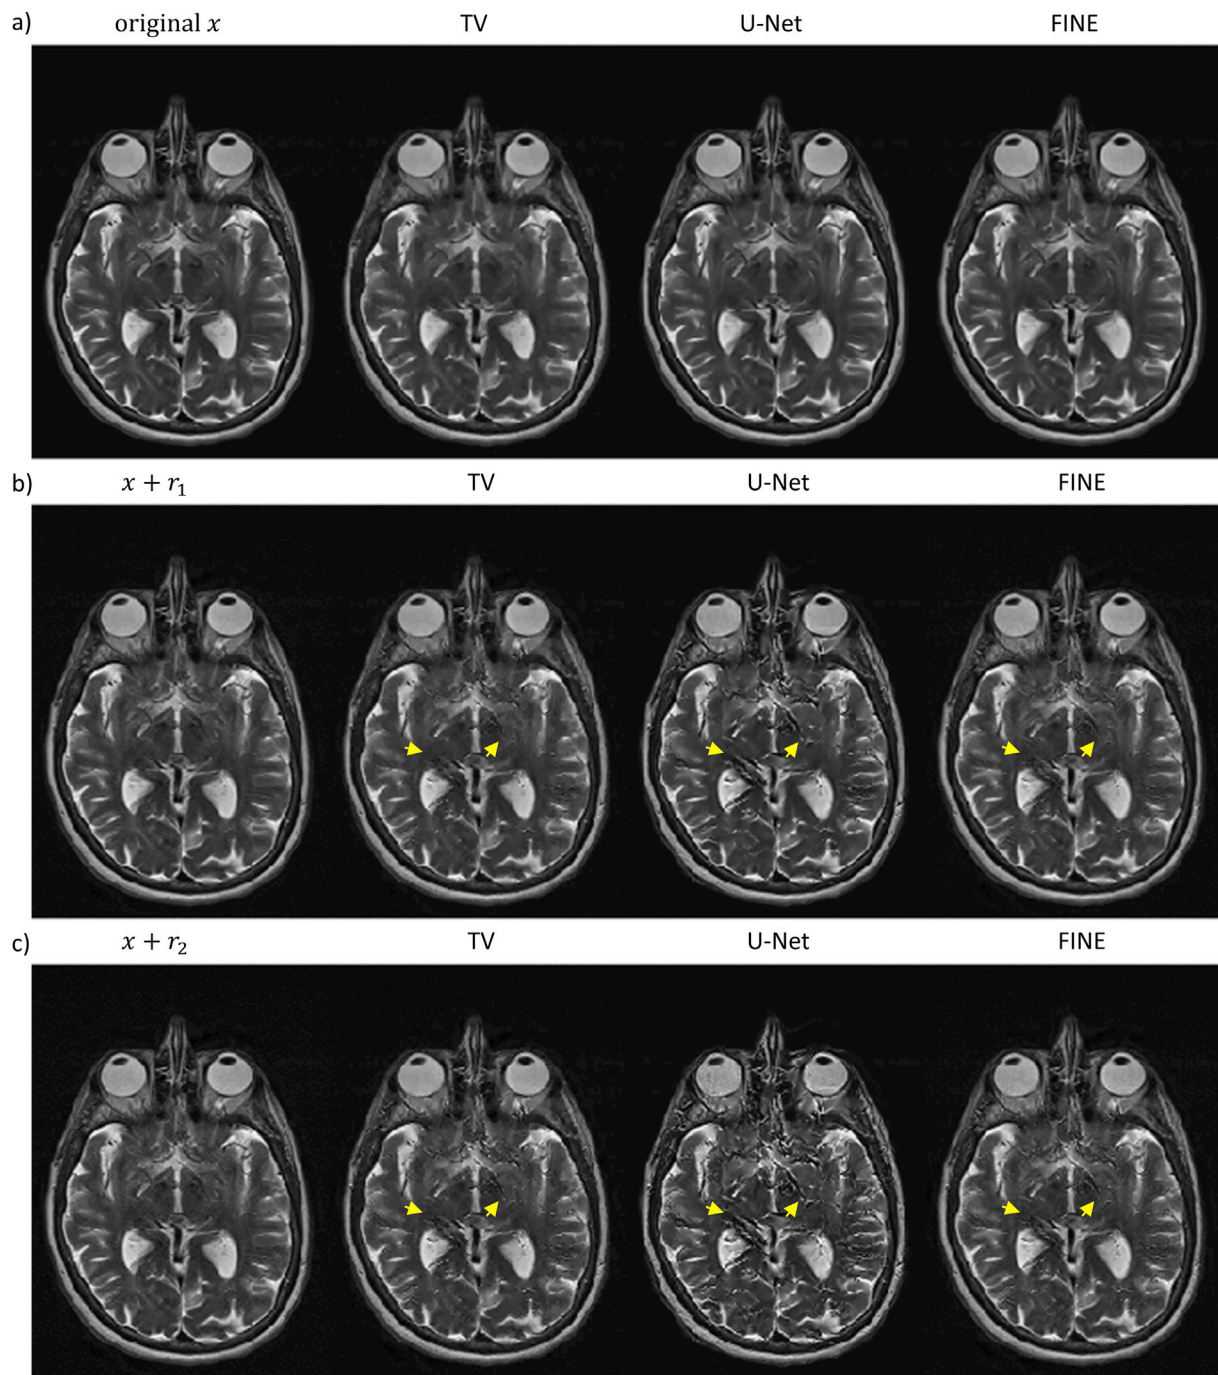 a) original x TV U-Net FINE
b) x + r₁ TV U-Net FINE
c) x + r₂ TV U-Net FINE